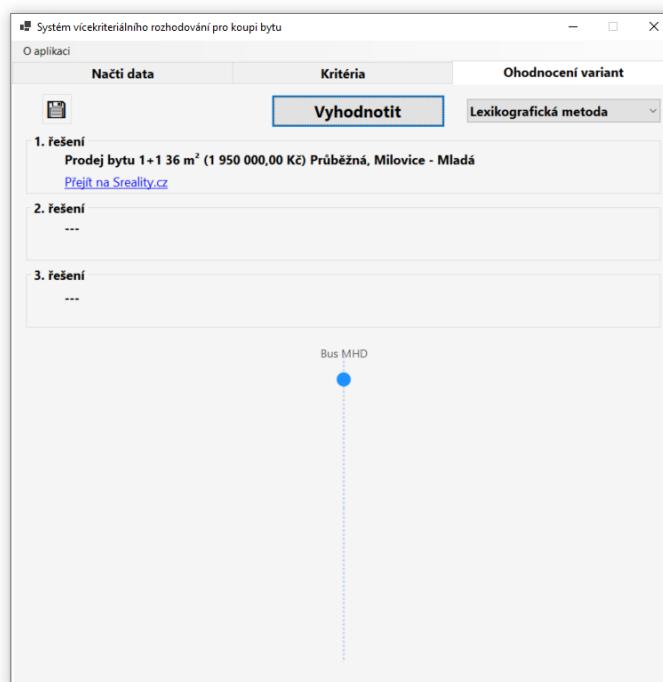 Systém vícekriteriálního rozhodování pro koupi bytu
O aplikaci
Načti data
Kritéria
Ohodnocení variant
Vyhodnotit
Lexikografická metoda
1. řešení
Prodej bytu 1+1 36 m² (1 950 000,00 Kč) Průběžná, Milovice - Mladá
Přejít na Sreality.cz
2. řešení
---
3. řešení
---
Bus MHD